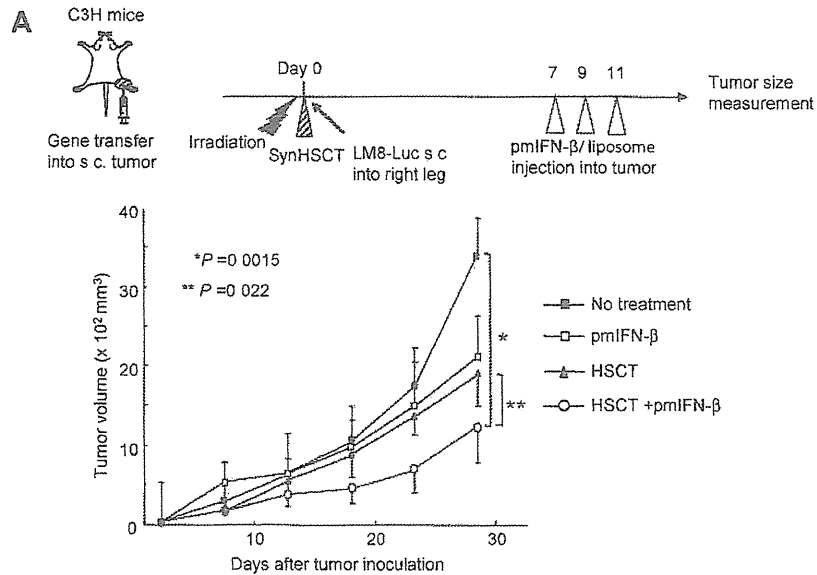 A
C3H mice
Gene transfer
into s c. tumor
Day 0
7 9 11
Tumor size
measurement
Irradiation
SynHSCT
LM8-Luc s c
into right leg
pmIFN-β/ liposome
injection into tumor
Tumor volume (x 10² mm³)
40
30
20
10
0
*P =0 0015
** P =0 022
*
**
No treatment
pmIFN-β
HSCT
HSCT +pmIFN-β
10 20 30
Days after tumor inoculation